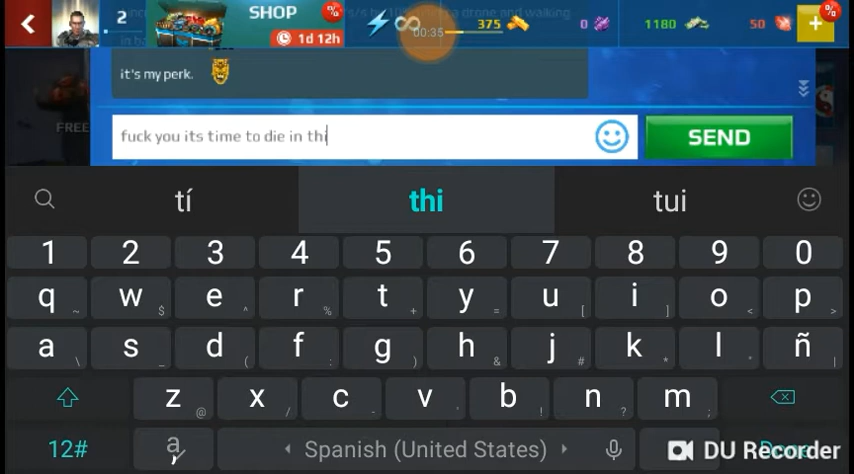 2
SHOP
%
1d 12h
00:35
375
0
1180
50
+
%
it's my perk.
FREE
fuck you its time to die in thi
SEND
tí
thi
tui
1 2 3 4 5 6 7 8 9 0
q ~ w $ e ^ r % t + y = u [ i ] o < p >
a \ s _ d ( f : g ) h & j # k * l " ñ |
z @ x / c - v ' b ! n ? m ;
12#
a
,
Spanish (United States)
DU Recorder